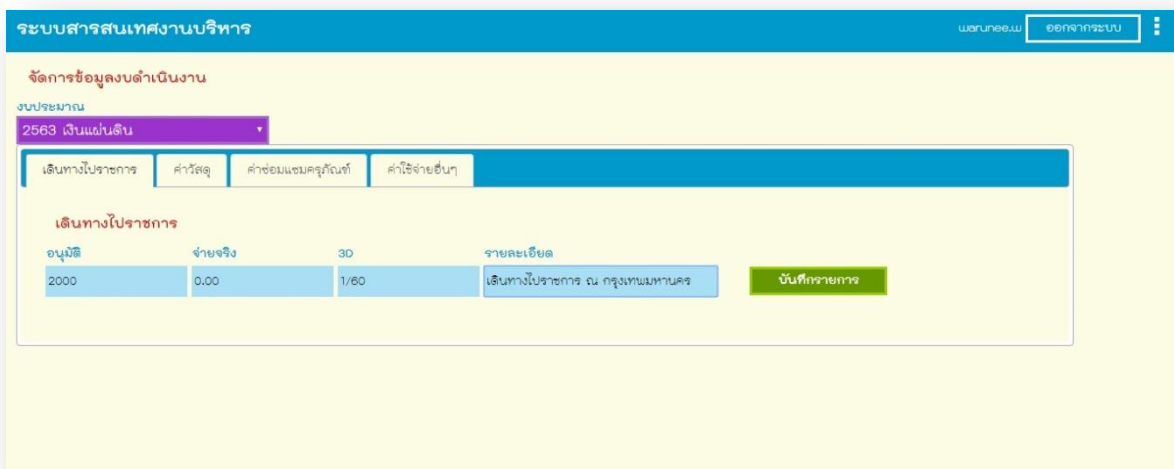 ระบบสารสนเทศงานบริหาร
warunee.w ออกจากระบบ
จัดการข้อมูลงบดำเนินงาน
งบประมาณ
2563 เงินแผ่นดิน
เดินทางไปราชการ ค่าวัสดุ ค่าซ่อมแซมครุภัณฑ์ ค่าใช้จ่ายอื่นๆ
เดินทางไปราชการ
อนุมัติ จ่ายจริง 3D รายละเอียด
2000 0.00 1/60 เดินทางไปราชการ ณ กรุงเทพมหานคร บันทึกรายการ